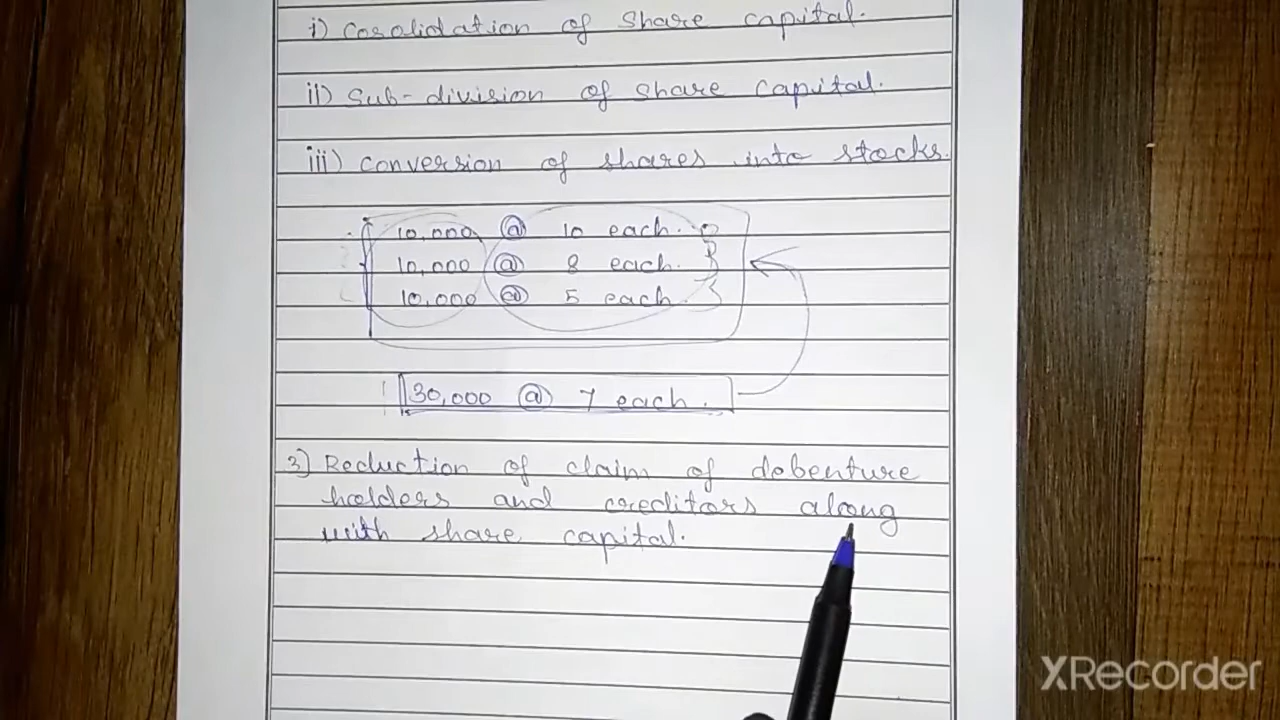 i) Cosolidation of share capital.
ii) Sub-division of share capital.
iii) Conversion of shares into stocks.
10,000 @ 10 each.
10,000 @ 8 each.
10,000 @ 5 each.
30,000 @ 7 each.
3) Reduction of claim of debenture
holders and creditors along
with share capital.
XRecorder